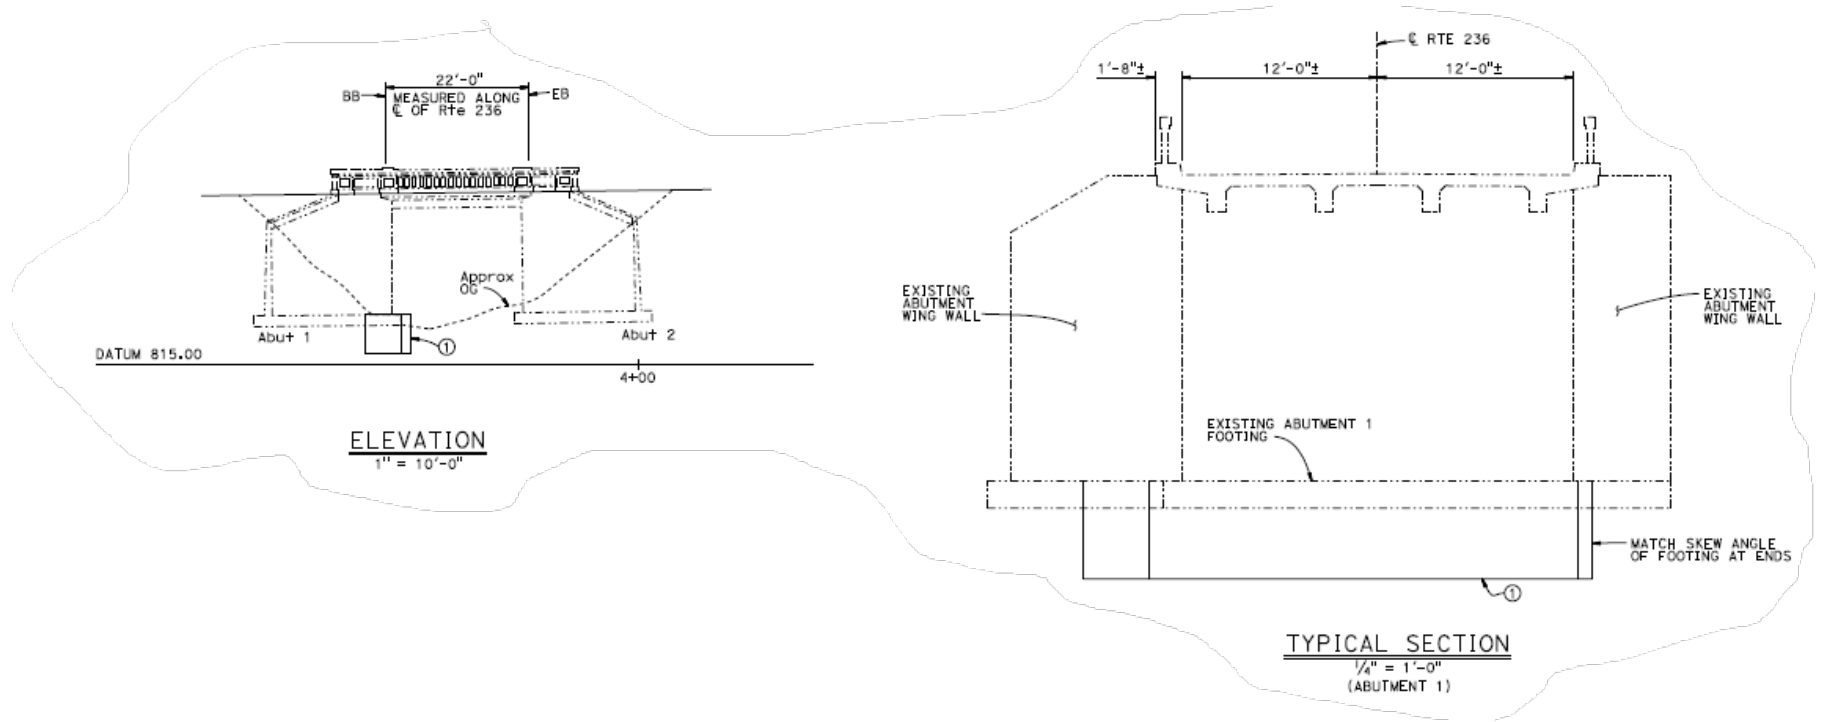 22'-0"
BB
MEASURED ALONG
℄ OF Rte 236
EB
Approx
OG
Abut 1
Abut 2
1
DATUM 815.00
4+00
ELEVATION
1" = 10'-0"
℄ RTE 236
1'-8"±
12'-0"±
12'-0"±
EXISTING
ABUTMENT
WING WALL
EXISTING
ABUTMENT
WING WALL
EXISTING ABUTMENT 1
FOOTING
MATCH SKEW ANGLE
OF FOOTING AT ENDS
1
TYPICAL SECTION
1/4" = 1'-0"
(ABUTMENT 1)